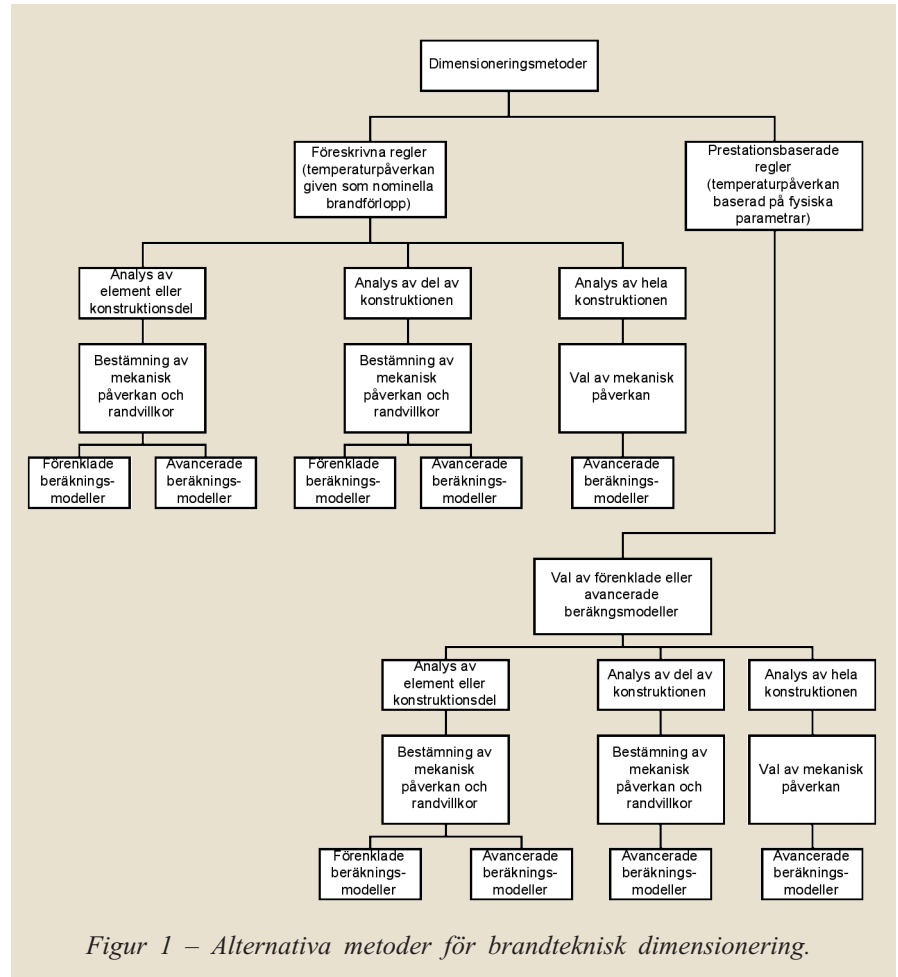 Dimensioneringsmetoder
Föreskrivna regler
(temperaturpåverkan
given som nominella
brandförlopp)
Prestationsbaserade
regler
(temperaturpåverkan
baserad på fysiska
parametrar)
Analys av
element eller
konstruktionsdel
Analys av del av
konstruktionen
Analys av hela
konstruktionen
Bestämning av
mekanisk
påverkan och
randvillkor
Bestämning av
mekanisk
påverkan och
randvillkor
Val av mekanisk
påverkan
Förenklade
beräknings-
modeller
Avancerade
beräknings-
modeller
Förenklade
beräknings-
modeller
Avancerade
beräknings-
modeller
Avancerade
beräknings-
modeller
Val av förenklade eller
avancerade
beräkngsmodeller
Analys av
element eller
konstruktionsdel
Analys av del av
konstruktionen
Analys av hela
konstruktionen
Bestämning av
mekanisk
påverkan och
randvillkor
Bestämning av
mekanisk
påverkan och
randvillkor
Val av mekanisk
påverkan
Förenklade
beräknings-
modeller
Avancerade
beräknings-
modeller
Avancerade
beräknings-
modeller
Avancerade
beräknings-
modeller
Figur 1 – Alternativa metoder för brandteknisk dimensionering.